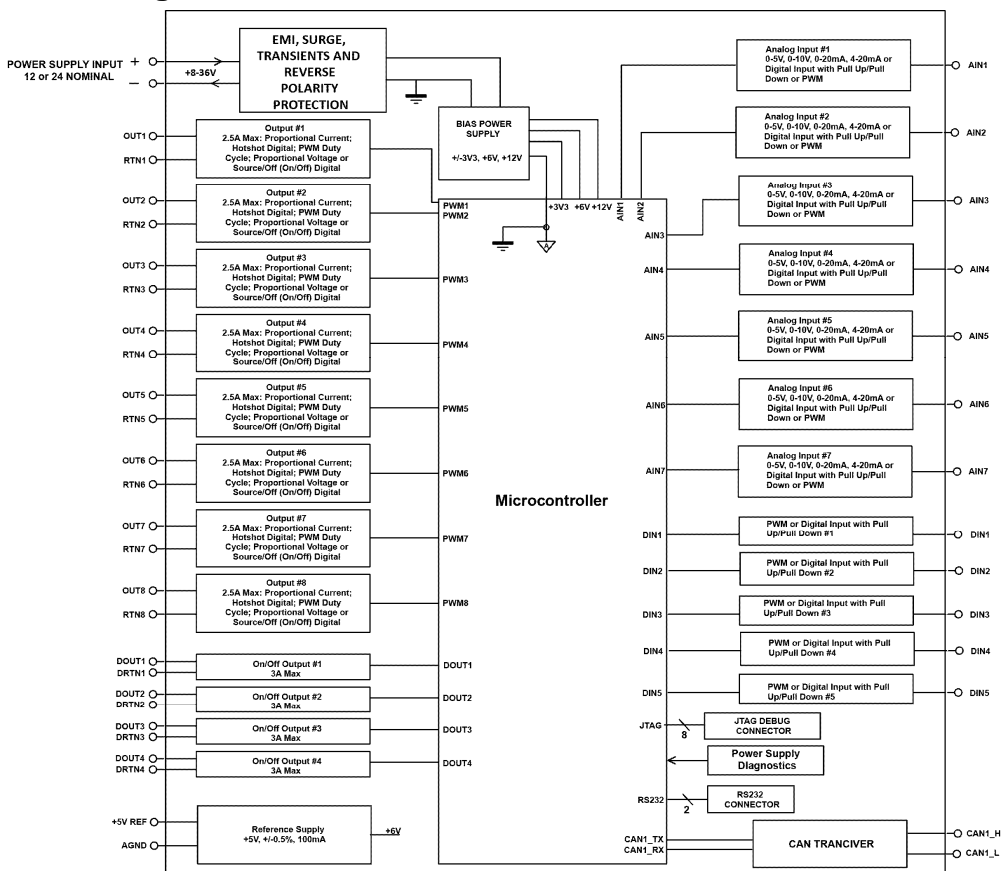 POWER SUPPLY INPUT
12 or 24 NOMINAL
+
−
+8-36V
EMI, SURGE,
TRANSIENTS AND
REVERSE
POLARITY
PROTECTION
BIAS POWER
SUPPLY
+/-3V3, +6V, +12V
A
OUT1
RTN1
Output #1
2.5A Max: Proportional Current;
Hotshot Digital; PWM Duty
Cycle; Proportional Voltage or
Source/Off (On/Off) Digital
OUT2
RTN2
Output #2
2.5A Max: Proportional Current;
Hotshot Digital; PWM Duty
Cycle; Proportional Voltage or
Source/Off (On/Off) Digital
OUT3
RTN3
Output #3
2.5A Max: Proportional Current;
Hotshot Digital; PWM Duty
Cycle; Proportional Voltage or
Source/Off (On/Off) Digital
OUT4
RTN4
Output #4
2.5A Max: Proportional Current;
Hotshot Digital; PWM Duty
Cycle; Proportional Voltage or
Source/Off (On/Off) Digital
OUT5
RTN5
Output #5
2.5A Max: Proportional Current;
Hotshot Digital; PWM Duty
Cycle; Proportional Voltage or
Source/Off (On/Off) Digital
OUT6
RTN6
Output #6
2.5A Max: Proportional Current;
Hotshot Digital; PWM Duty
Cycle; Proportional Voltage or
Source/Off (On/Off) Digital
OUT7
RTN7
Output #7
2.5A Max: Proportional Current;
Hotshot Digital; PWM Duty
Cycle; Proportional Voltage or
Source/Off (On/Off) Digital
OUT8
RTN8
Output #8
2.5A Max: Proportional Current;
Hotshot Digital; PWM Duty
Cycle; Proportional Voltage or
Source/Off (On/Off) Digital
DOUT1
DRTN1
On/Off Output #1
3A Max
DOUT2
DRTN2
On/Off Output #2
3A Max
DOUT3
DRTN3
On/Off Output #3
3A Max
DOUT4
DRTN4
On/Off Output #4
3A Max
+5V REF
AGND
Reference Supply
+5V, +/-0.5%, 100mA
+6V
PWM1
PWM2
PWM3
PWM4
PWM5
PWM6
PWM7
PWM8
DOUT1
DOUT2
DOUT3
DOUT4
+3V3 +6V +12V
AIN1
AIN2
Microcontroller
AIN3
AIN4
AIN5
AIN6
AIN7
DIN1
DIN2
DIN3
DIN4
DIN5
JTAG
8
RS232
2
CAN1_TX
CAN1_RX
Analog Input #1
0-5V, 0-10V, 0-20mA, 4-20mA or
Digital Input with Pull Up/Pull
Down or PWM
AIN1
Analog Input #2
0-5V, 0-10V, 0-20mA, 4-20mA or
Digital Input with Pull Up/Pull
Down or PWM
AIN2
Analog Input #3
0-5V, 0-10V, 0-20mA, 4-20mA or
Digital Input with Pull Up/Pull
Down or PWM
AIN3
Analog Input #4
0-5V, 0-10V, 0-20mA, 4-20mA or
Digital Input with Pull Up/Pull
Down or PWM
AIN4
Analog Input #5
0-5V, 0-10V, 0-20mA, 4-20mA or
Digital Input with Pull Up/Pull
Down or PWM
AIN5
Analog Input #6
0-5V, 0-10V, 0-20mA, 4-20mA or
Digital Input with Pull Up/Pull
Down or PWM
AIN6
Analog Input #7
0-5V, 0-10V, 0-20mA, 4-20mA or
Digital Input with Pull Up/Pull
Down or PWM
AIN7
PWM or Digital Input with Pull
Up/Pull Down #1
DIN1
PWM or Digital Input with Pull
Up/Pull Down #2
DIN2
PWM or Digital Input with Pull
Up/Pull Down #3
DIN3
PWM or Digital Input with Pull
Up/Pull Down #4
DIN4
PWM or Digital Input with Pull
Up/Pull Down #5
DIN5
JTAG DEBUG
CONNECTOR
Power Supply
Diagnostics
RS232
CONNECTOR
CAN TRANCIVER
CAN1_H
CAN1_L